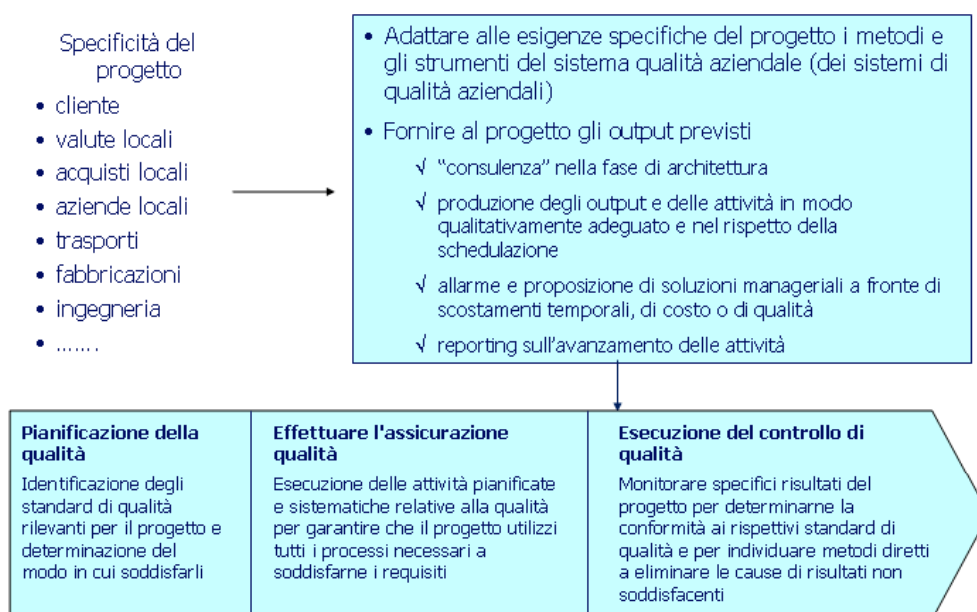 Specificità del
progetto
• cliente
• valute locali
• acquisti locali
• aziende locali
• trasporti
• fabbricazioni
• ingegneria
• …….
• Adattare alle esigenze specifiche del progetto i metodi e
gli strumenti del sistema qualità aziendale (dei sistemi di
qualità aziendali)
• Fornire al progetto gli output previsti
√ "consulenza" nella fase di architettura
√ produzione degli output e delle attività in modo
qualitativamente adeguato e nel rispetto della
schedulazione
√ allarme e proposizione di soluzioni manageriali a fronte di
scostamenti temporali, di costo o di qualità
√ reporting sull'avanzamento delle attività
Pianificazione della
qualità
Identificazione degli
standard di qualità
rilevanti per il progetto e
determinazione del
modo in cui soddisfarli
Effettuare l'assicurazione
qualità
Esecuzione delle attività pianificate
e sistematiche relative alla qualità
per garantire che il progetto utilizzi
tutti i processi necessari a
soddisfarne i requisiti
Esecuzione del controllo di
qualità
Monitorare specifici risultati del
progetto per determinarne la
conformità ai rispettivi standard di
qualità e per individuare metodi diretti
a eliminare le cause di risultati non
soddisfacenti